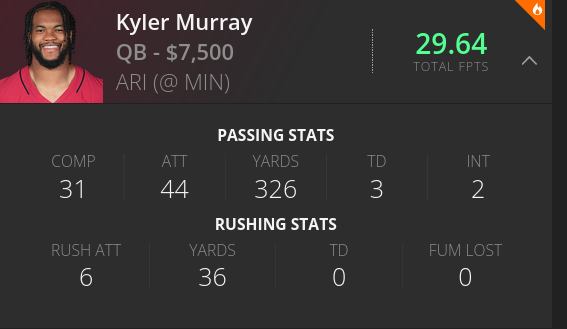 Kyler Murray
QB - $7,500
ARI (@ MIN)
29.64
TOTAL FPTS
PASSING STATS
COMP ATT YARDS TD INT
31 44 326 3 2
RUSHING STATS
RUSH ATT YARDS TD FUM LOST
6 36 0 0